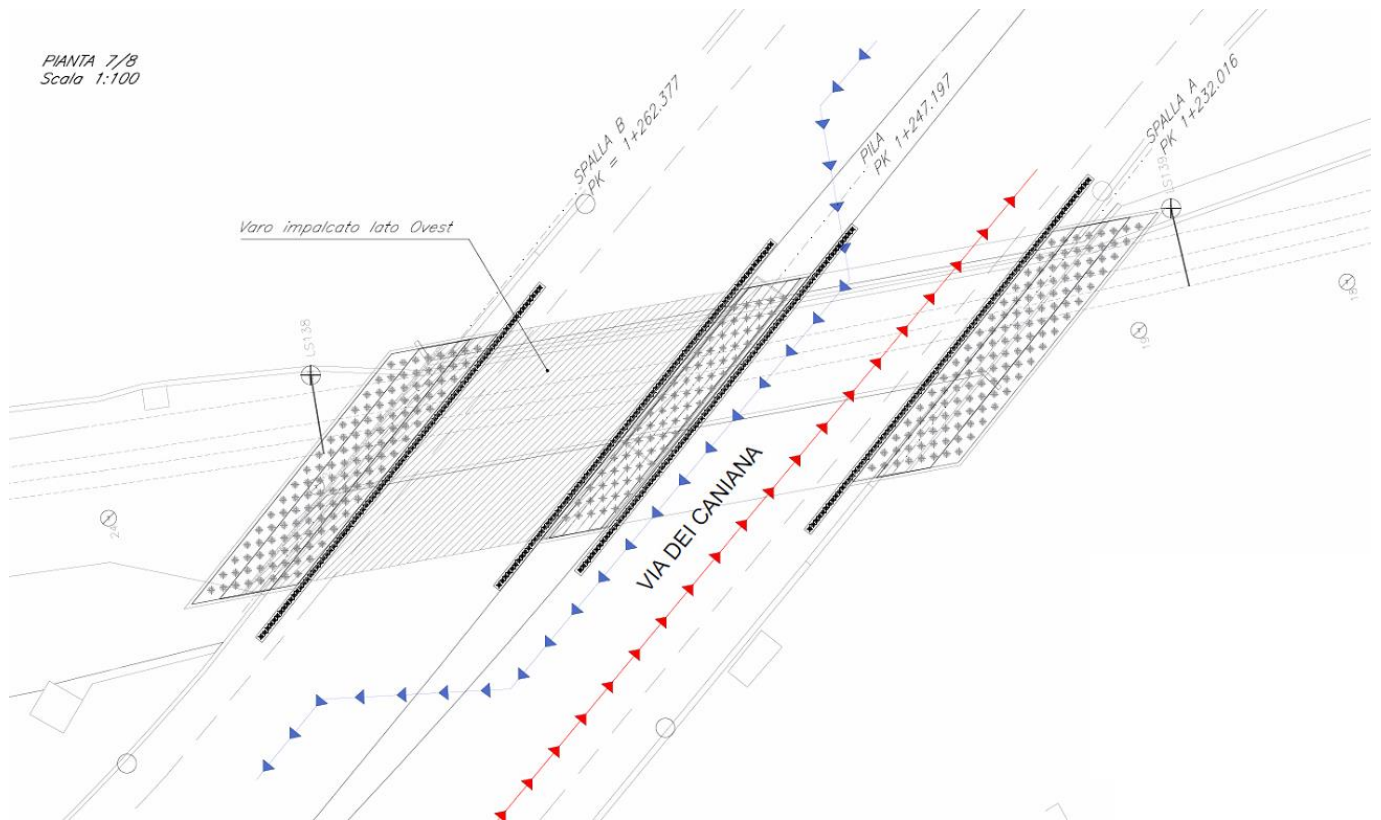 PIANTA 7/8
Scala 1:100
SPALLA B
PK = 1+262.377
PILA
PK 1+247.197
SPALLA A
PK 1+232.016
Varo impalcato lato Ovest
LS138
LS139
VIA DEI CANIANA